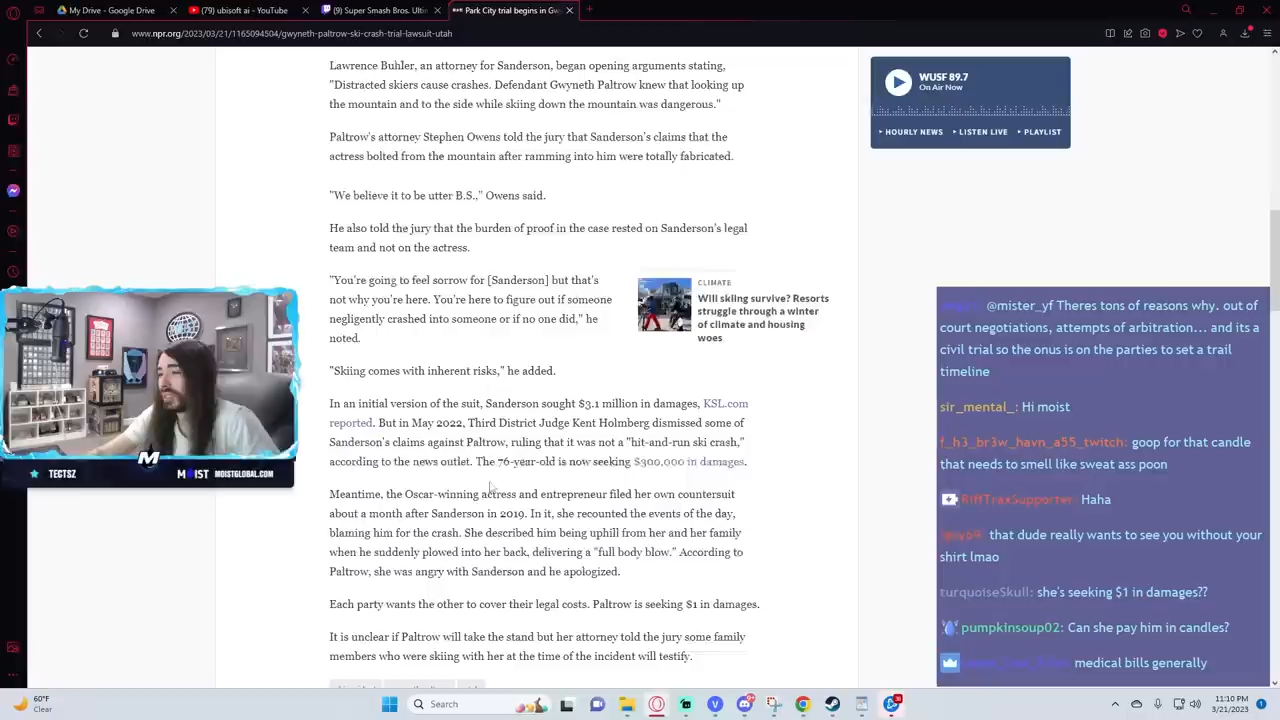 My Drive - Google Drive
(79) ubisoft ai - YouTube
(9) Super Smash Bros. Ultim
Park City trial begins in Gw
www.npr.org/2023/03/21/1165094504/gwyneth-paltrow-ski-crash-trial-lawsuit-utah
Lawrence Buhler, an attorney for Sanderson, began opening arguments stating,
"Distracted skiers cause crashes. Defendant Gwyneth Paltrow knew that looking up
the mountain and to the side while skiing down the mountain was dangerous."
Paltrow's attorney Stephen Owens told the jury that Sanderson's claims that the
actress bolted from the mountain after ramming into him were totally fabricated.
"We believe it to be utter B.S.," Owens said.
He also told the jury that the burden of proof in the case rested on Sanderson's legal
team and not on the actress.
"You're going to feel sorrow for [Sanderson] but that's
not why you're here. You're here to figure out if someone
negligently crashed into someone or if no one did," he
noted.
CLIMATE
Will skiing survive? Resorts
struggle through a winter
of climate and housing
woes
"Skiing comes with inherent risks," he added.
In an initial version of the suit, Sanderson sought $3.1 million in damages, KSL.com
reported. But in May 2022, Third District Judge Kent Holmberg dismissed some of
Sanderson's claims against Paltrow, ruling that it was not a "hit-and-run ski crash,"
according to the news outlet. The 76-year-old is now seeking $300,000 in damages.
Meantime, the Oscar-winning actress and entrepreneur filed her own countersuit
about a month after Sanderson in 2019. In it, she recounted the events of the day,
blaming him for the crash. She described him being uphill from her and her family
when he suddenly plowed into her back, delivering a "full body blow." According to
Paltrow, she was angry with Sanderson and he apologized.
Each party wants the other to cover their legal costs. Paltrow is seeking $1 in damages.
It is unclear if Paltrow will take the stand but her attorney told the jury some family
members who were skiing with her at the time of the incident will testify.
WUSF 89.7
On Air Now
HOURLY NEWS LISTEN LIVE PLAYLIST
TECTSZ
M
MOIST MOISTGLOBAL.COM
@mister_yf Theres tons of reasons why. out of
court negotiations, attempts of arbitration... and its a
civil trial so the onus is on the parties to set a trail
timeline
sir_mental_: Hi moist
f_h3_br3w_havn_a55_twitch: goop for that candle
that needs to smell like sweat ass poon
RiffTraxSupporter: Haha
that dude really wants to see you without your
shirt lmao
turquoiseSkull: she's seeking $1 in damages??
pumpkinsoup02: Can she pay him in candles?
medical bills generally
60°F
Clear
Search
11:10 PM
3/21/2023